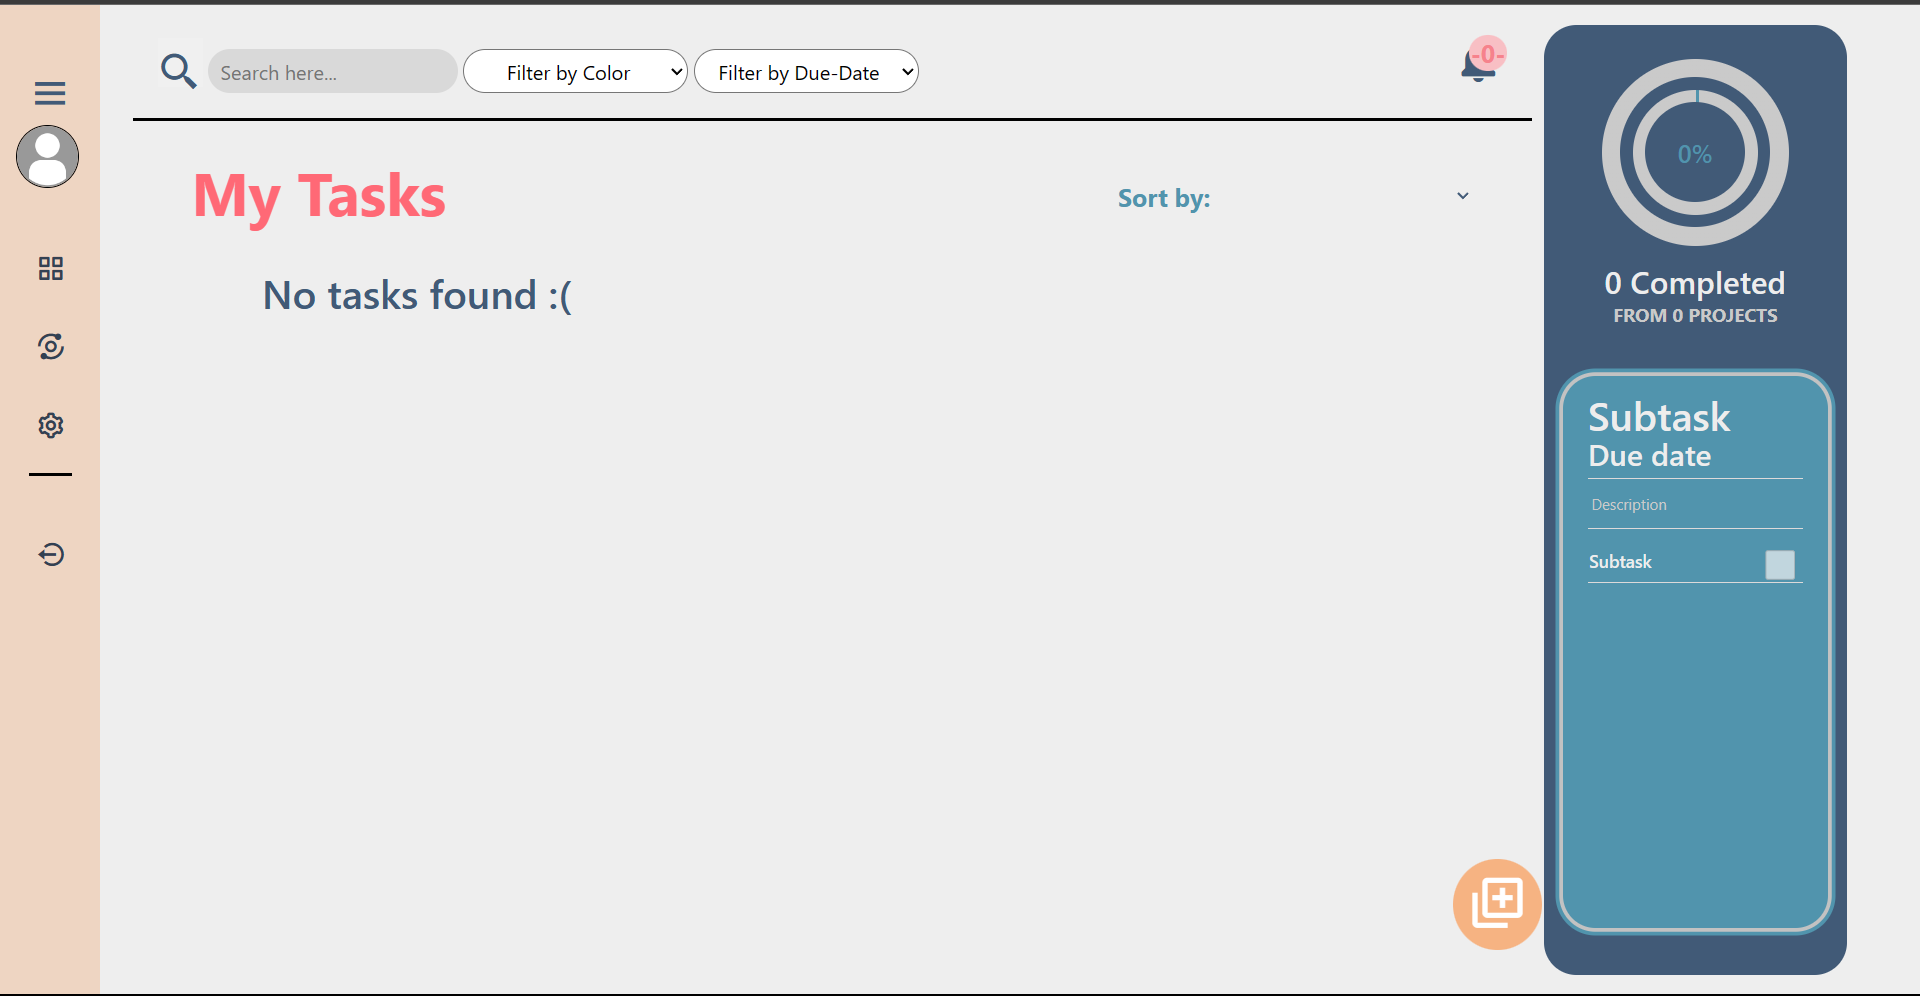 Search here...
Filter by Color
Filter by Due-Date
-0-
My Tasks
Sort by:
No tasks found :(
0%
0 Completed
FROM 0 PROJECTS
Subtask
Due date
Description
Subtask